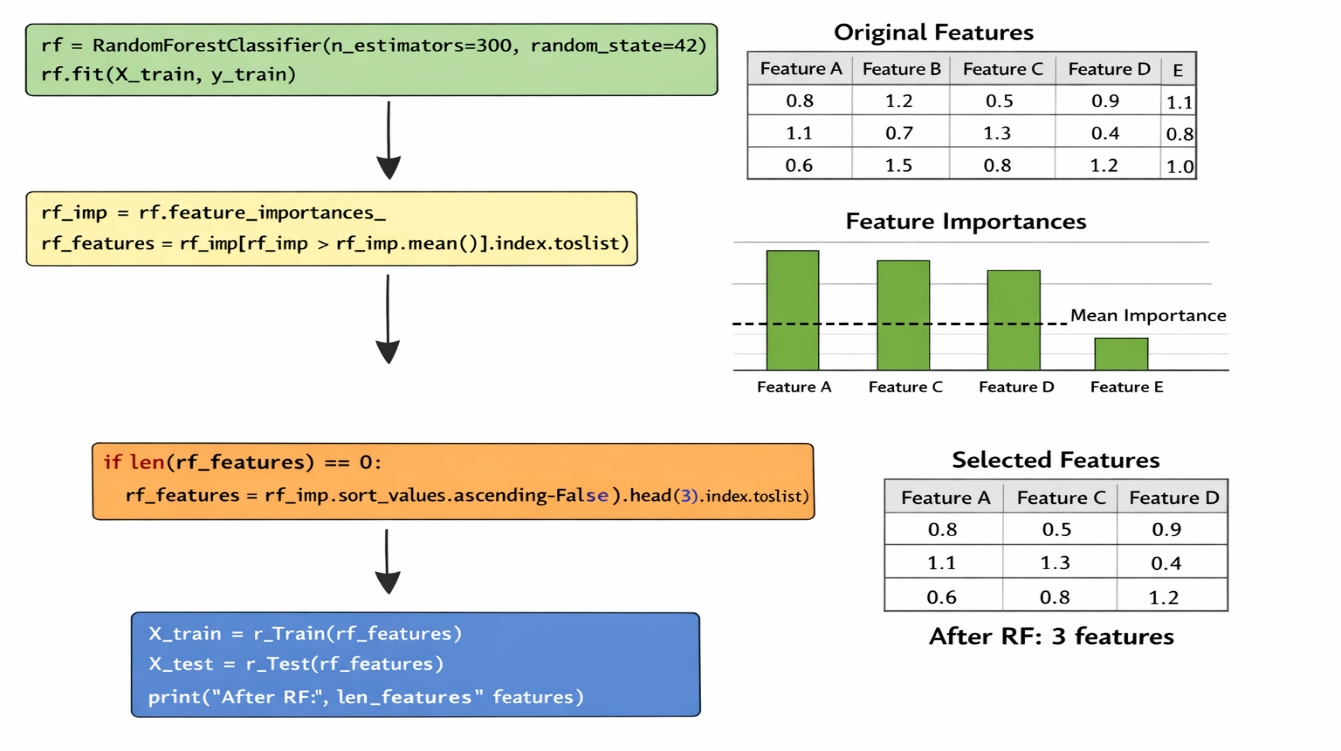 rf = RandomForestClassifier(n_estimators=300, random_state=42)
rf.fit(X_train, y_train)
rf_imp = rf.feature_importances_
rf_features = rf_imp[rf_imp > rf_imp.mean()].index.toslist)
if len(rf_features) == 0:
rf_features = rf_imp.sort_values.ascending-False).head(3).index.toslist)
X_train = r_Train(rf_features)
X_test = r_Test(rf_features)
print("After RF:", len_features" features)
Original Features
Feature A Feature B Feature C Feature D E
0.8 1.2 0.5 0.9 1.1
1.1 0.7 1.3 0.4 0.8
0.6 1.5 0.8 1.2 1.0
Feature Importances
Mean Importance
Feature A Feature C Feature D Feature E
Selected Features
Feature A Feature C Feature D
0.8 0.5 0.9
1.1 1.3 0.4
0.6 0.8 1.2
After RF: 3 features